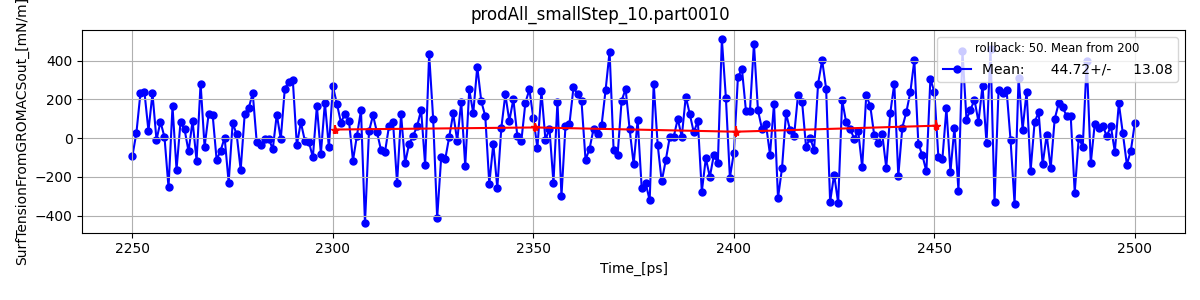 prodAll_smallStep_10.part0010
SurfTensionFromGROMACSout_[mN/m]
400
200
0
−200
−400
rollback: 50. Mean from 200
Mean: 44.72+/- 13.08
2250
2300
2350
2400
2450
2500
Time_[ps]